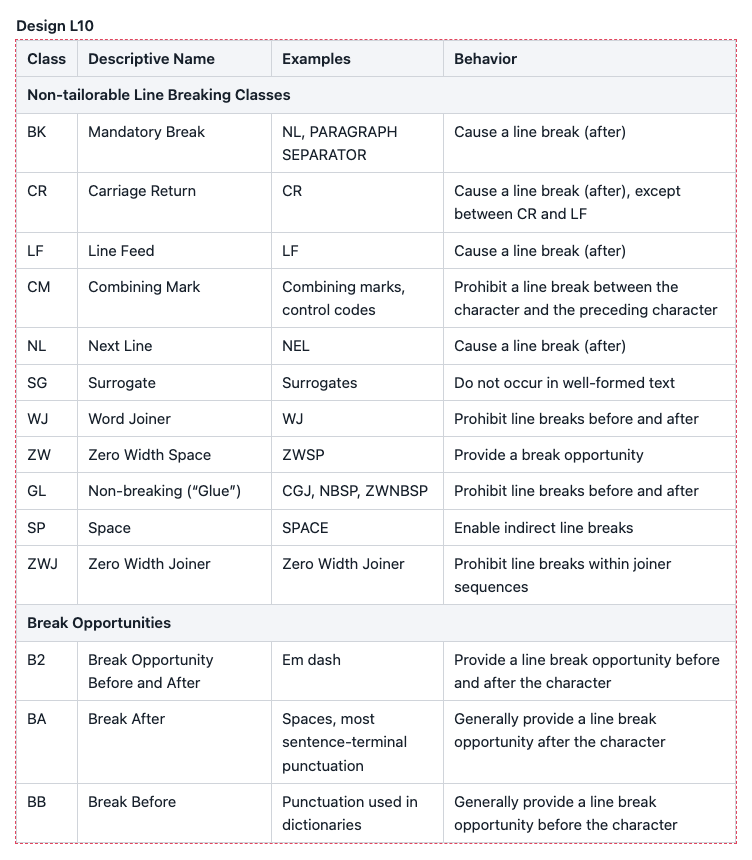 Design L10
Class Descriptive Name Examples Behavior
Non-tailorable Line Breaking Classes
BK Mandatory Break NL, PARAGRAPH Cause a line break (after)
SEPARATOR
CR Carriage Return CR Cause a line break (after), except
between CR and LF
LF Line Feed LF Cause a line break (after)
CM Combining Mark Combining marks, Prohibit a line break between the
control codes character and the preceding character
NL Next Line NEL Cause a line break (after)
SG Surrogate Surrogates Do not occur in well-formed text
WJ Word Joiner WJ Prohibit line breaks before and after
ZW Zero Width Space ZWSP Provide a break opportunity
GL Non-breaking (“Glue”) CGJ, NBSP, ZWNBSP Prohibit line breaks before and after
SP Space SPACE Enable indirect line breaks
ZWJ Zero Width Joiner Zero Width Joiner Prohibit line breaks within joiner
sequences
Break Opportunities
B2 Break Opportunity Em dash Provide a line break opportunity before
Before and After and after the character
BA Break After Spaces, most Generally provide a line break
sentence-terminal opportunity after the character
punctuation
BB Break Before Punctuation used in Generally provide a line break
dictionaries opportunity before the character